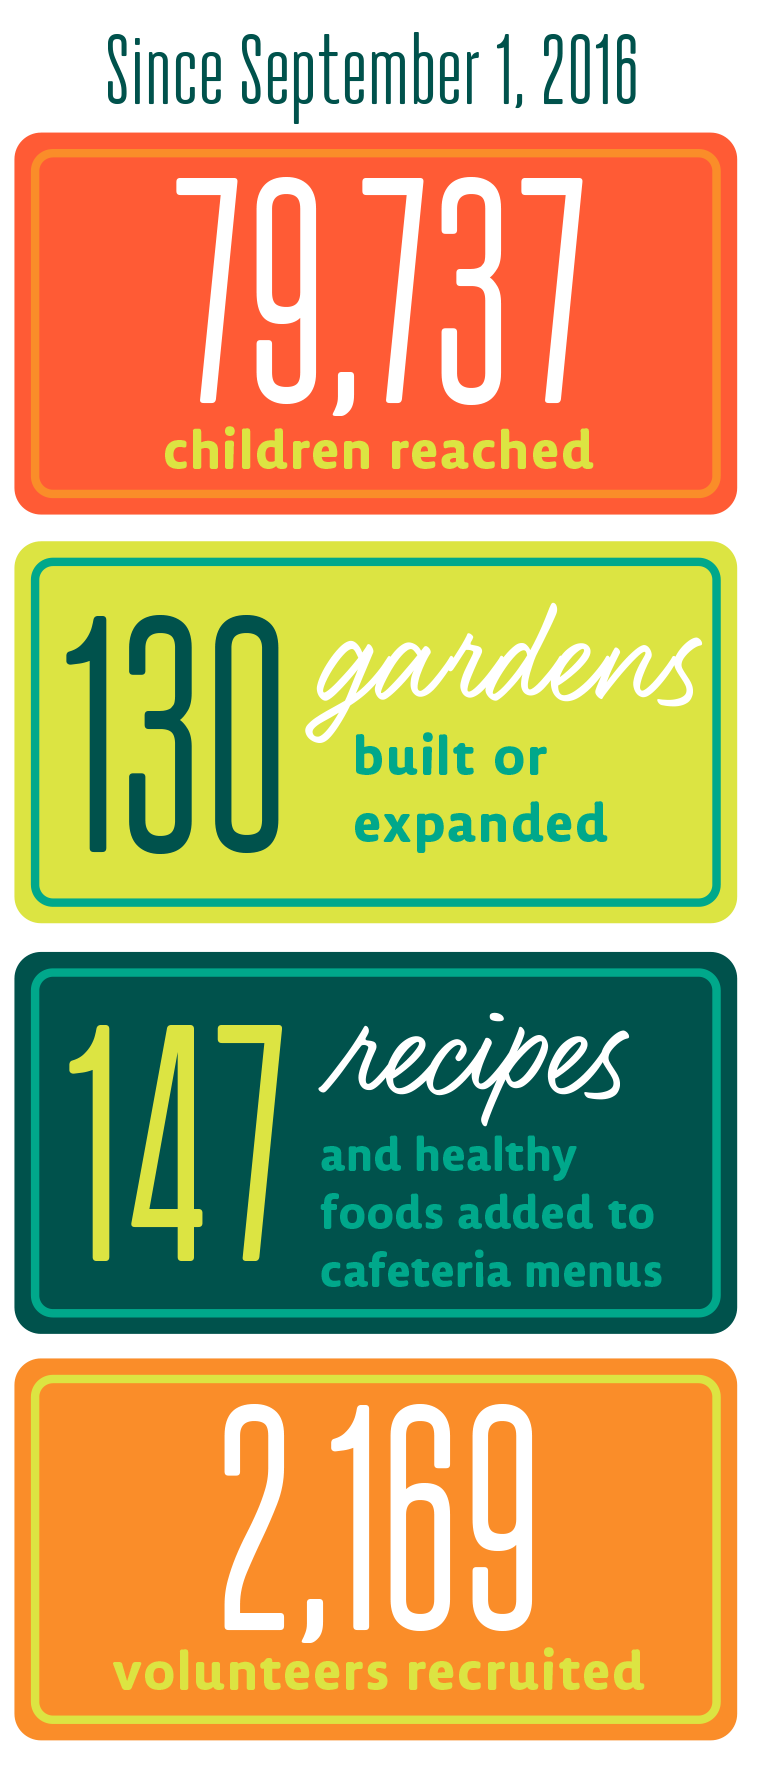 Since September 1, 2016
79,737
children reached
130 gardens
built or
expanded
147 recipes
and healthy
foods added to
cafeteria menus
2,169
volunteers recruited